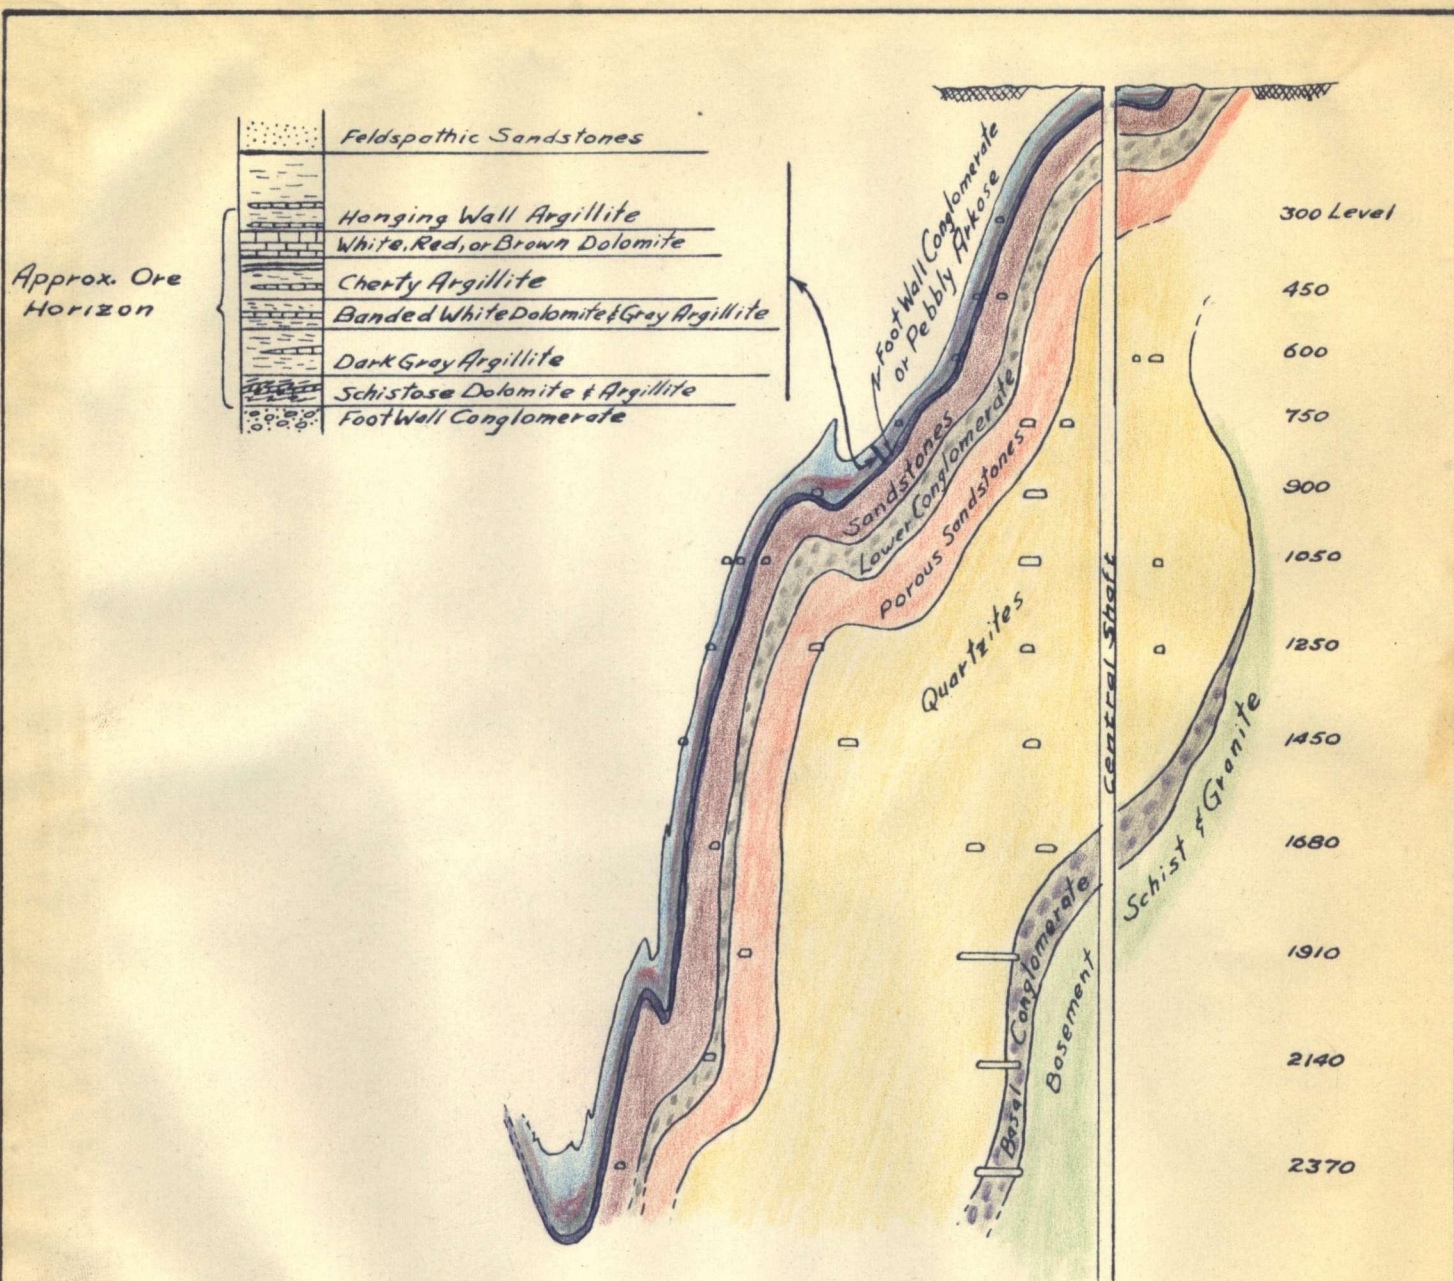 Feldspathic Sandstones
Hanging Wall Argillite
White, Red, or Brown Dolomite
Cherty Argillite
Banded White Dolomite & Gray Argillite
Dark Gray Argillite
Schistose Dolomite & Argillite
Foot Wall Conglomerate
Approx. Ore
Horizon
Foot Wall Conglomerate
or Pebbly Arkose
Sandstones
Lower Conglomerate
Porous Sandstones
Quartzites
Central Shaft
Schist & Granite
Basement
Basal Conglomerate
300 Level
450
600
750
900
1050
1250
1450
1680
1910
2140
2370